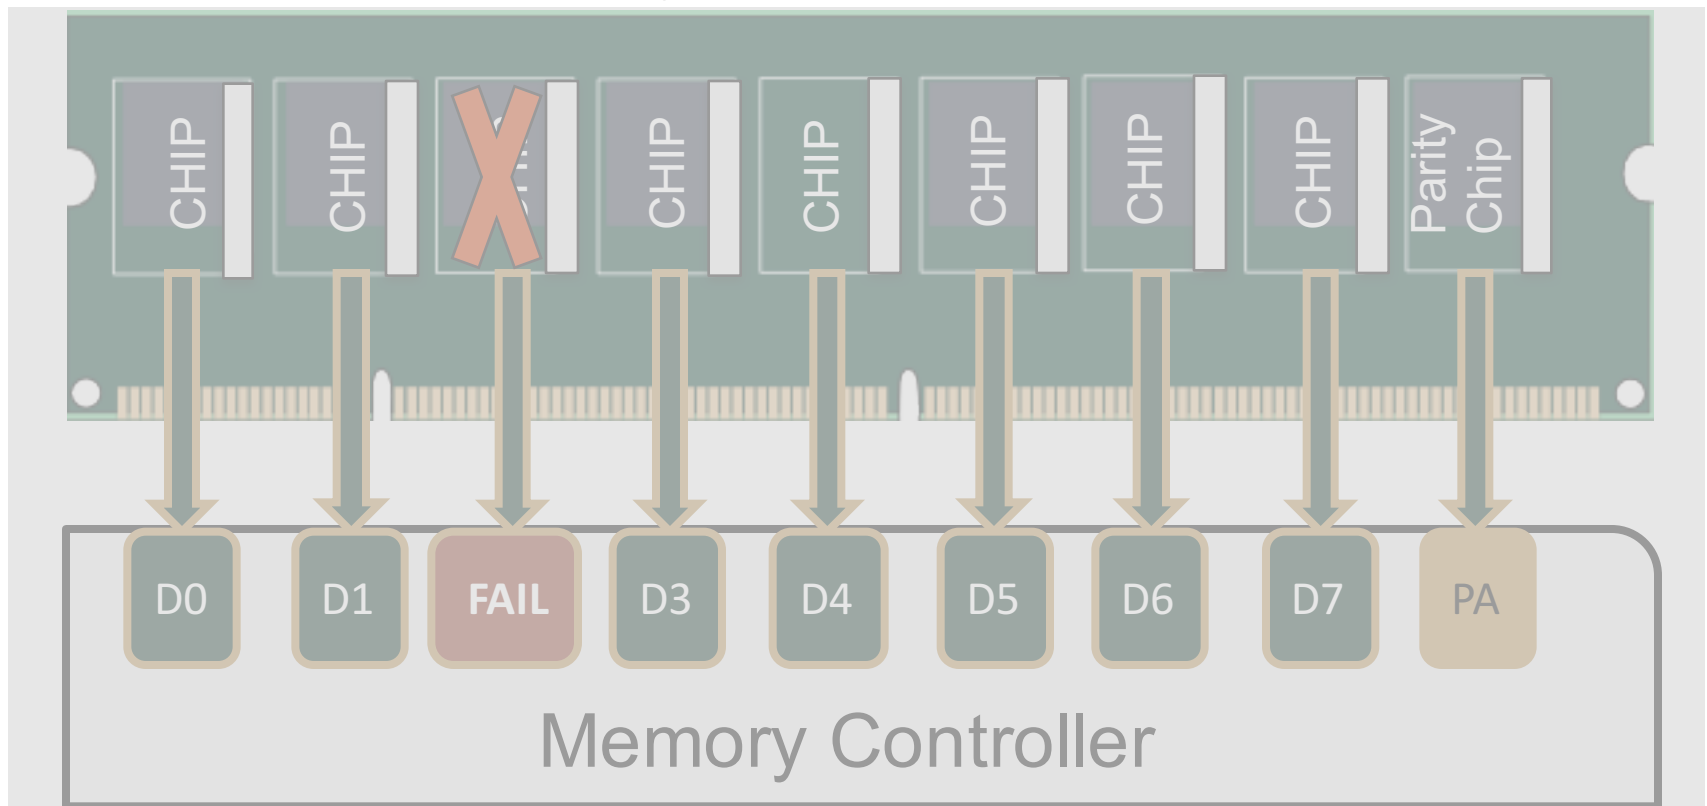 CHIP
CHIP
CHIP
CHIP
CHIP
CHIP
CHIP
Parity
Chip
D0
D1
FAIL
D3
D4
D5
D6
D7
PA
Memory Controller